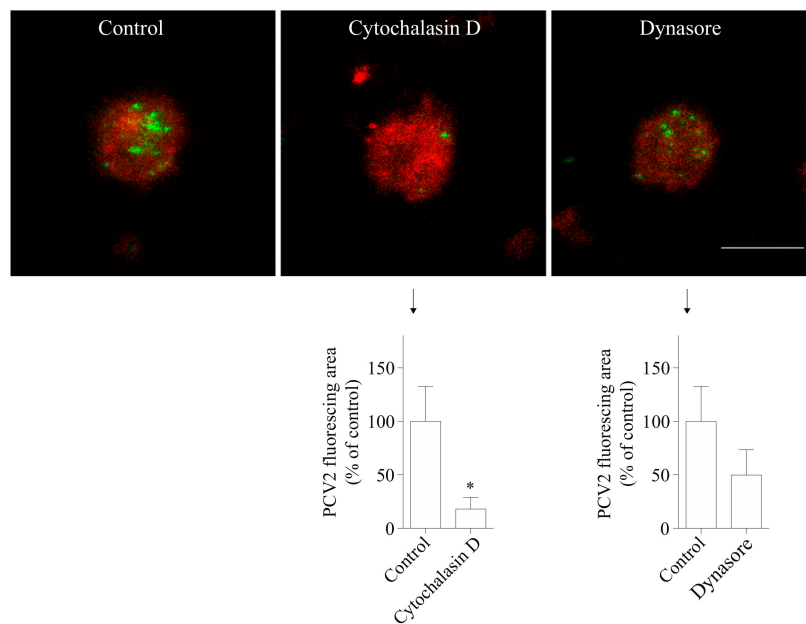 Control
Cytochalasin D
Dynasore
PCV2 fluorescing area
(% of control)
150
100
50
0
*
Control
Cytochalasin D
PCV2 fluorescing area
(% of control)
150
100
50
0
Control
Dynasore